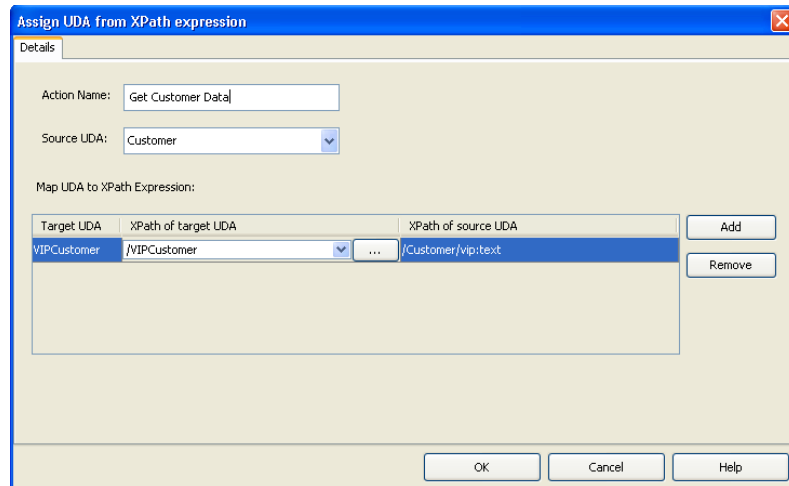 Assign UDA from XPath expression
Details
Action Name: Get Customer Data
Source UDA: Customer
Map UDA to XPath Expression:
Target UDA XPath of target UDA XPath of source UDA Add
VIPCustomer /VIPCustomer ... /Customer/vip:text
Remove
OK Cancel Help